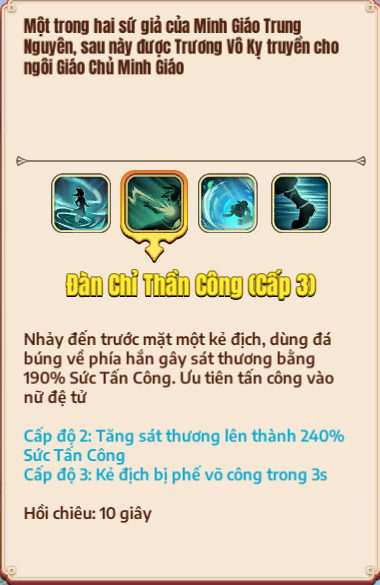 Một trong hai sứ giả của Minh Giáo Trung
Nguyên, sau này được Trương Vô Kỵ truyền cho
ngôi Giáo Chủ Minh Giáo
Đàn Chỉ Thần Công (Cấp 3)
Nhảy đến trước mặt một kẻ địch, dùng đá
búng về phía hắn gây sát thương bằng
190% Sức Tấn Công. Ưu tiên tấn công vào
nữ đệ tử
Cấp độ 2: Tăng sát thương lên thành 240%
Sức Tấn Công
Cấp độ 3: Kẻ địch bị phế võ công trong 3s
Hồi chiêu: 10 giây